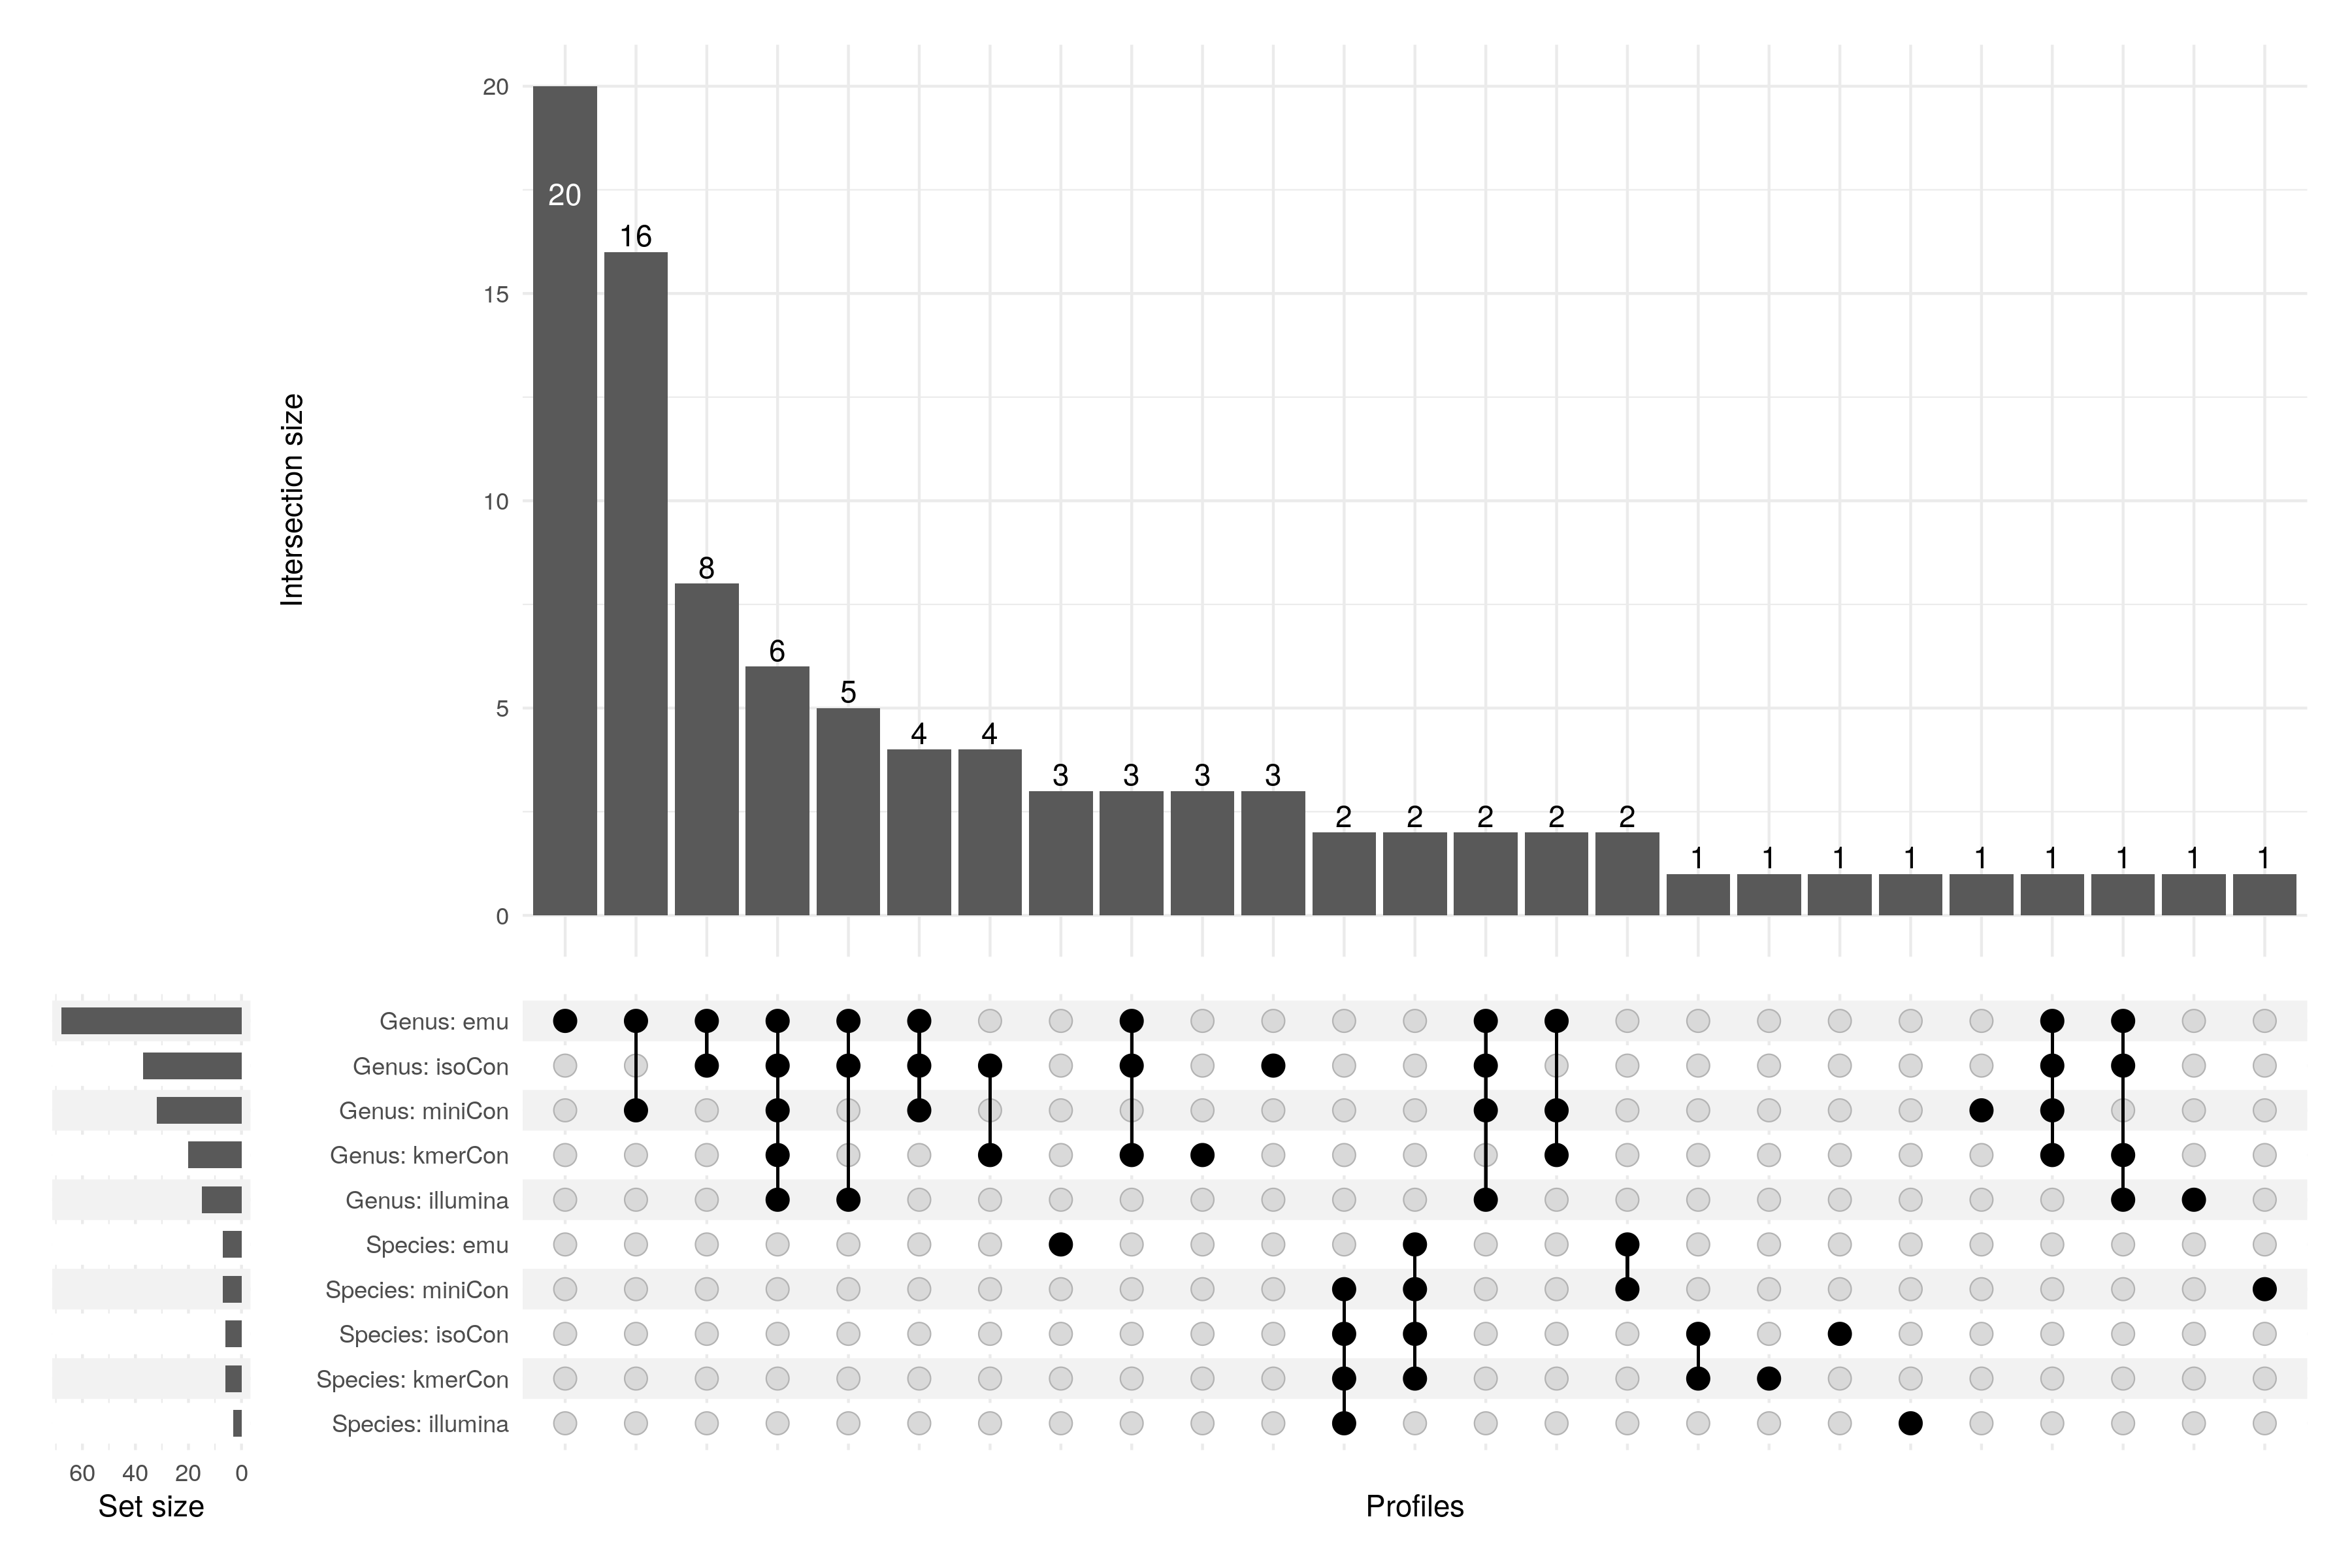 20
20
16
15
Intersection size
10
8
6
5
5
4 4
3 3 3 3
2 2 2 2 2
1 1 1 1 1 1 1 1 1
0
Genus: emu
Genus: isoCon
Genus: miniCon
Genus: kmerCon
Genus: illumina
Species: emu
Species: miniCon
Species: isoCon
Species: kmerCon
Species: illumina
60 40 20 0
Set size
Profiles